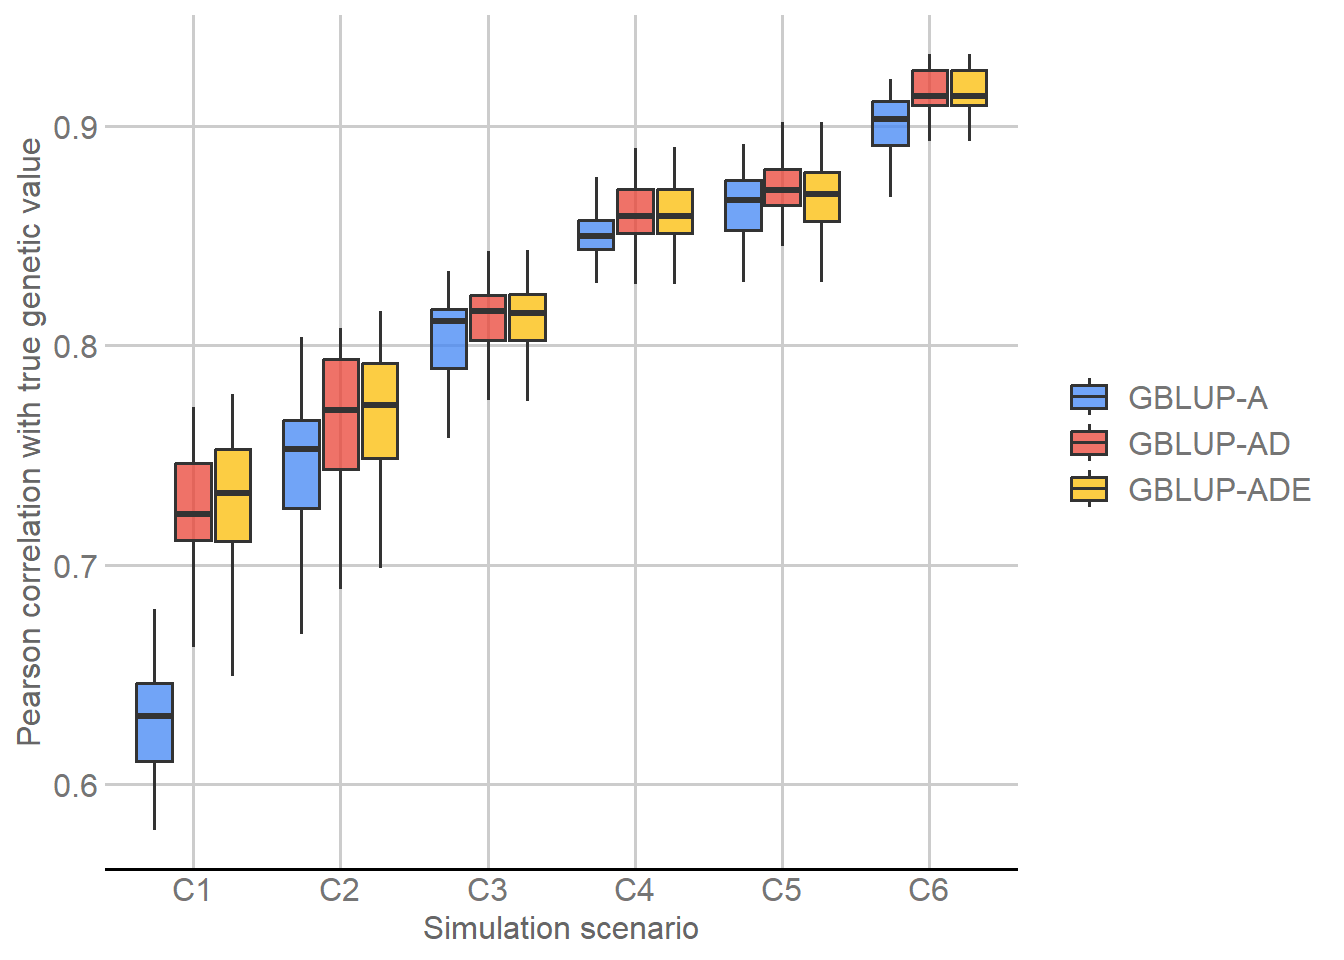 Pearson correlation with true genetic value
0.9
0.8
0.7
0.6
C1 C2 C3 C4 C5 C6
Simulation scenario
GBLUP-A
GBLUP-AD
GBLUP-ADE